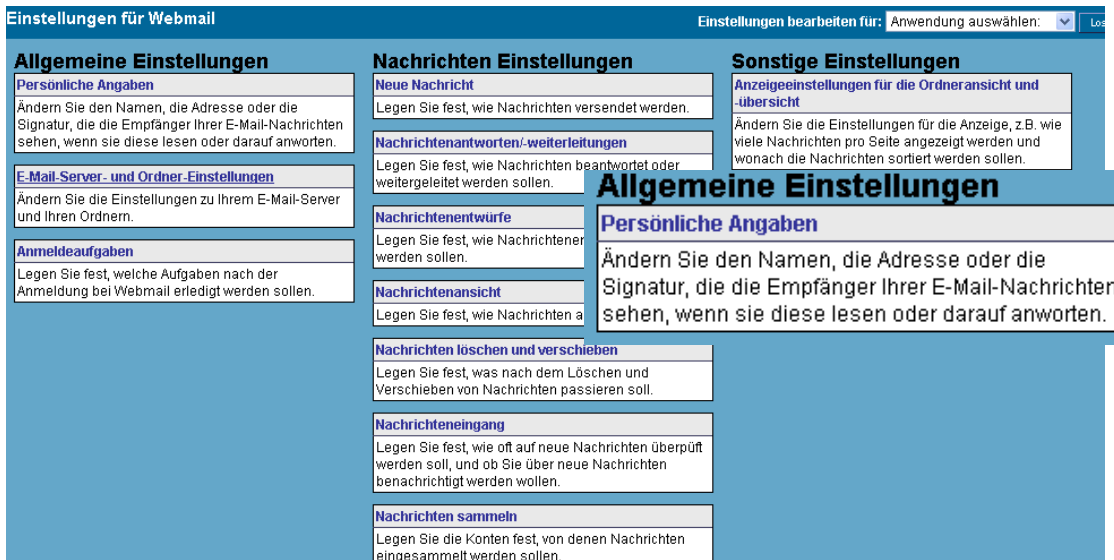 Einstellungen für Webmail
Einstellungen bearbeiten für: Anwendung auswählen:
Allgemeine Einstellungen
Persönliche Angaben
Ändern Sie den Namen, die Adresse oder die
Signatur, die die Empfänger Ihrer E-Mail-Nachrichten
sehen, wenn sie diese lesen oder darauf anworten.
E-Mail-Server- und Ordner-Einstellungen
Ändern Sie die Einstellungen zu Ihrem E-Mail-Server
und Ihren Ordnern.
Anmeldeaufgaben
Legen Sie fest, welche Aufgaben nach der
Anmeldung bei Webmail erledigt werden sollen.
Nachrichten Einstellungen
Neue Nachricht
Legen Sie fest, wie Nachrichten versendet werden.
Nachrichtenantworten/-weiterleitungen
Legen Sie fest, wie Nachrichten beantwortet oder
weitergeleitet werden sollen.
Nachrichtenentwürfe
Legen Sie fest, wie
werden sollen.
Nachrichtenansicht
Legen Sie fest, wie Nachrichten
Nachrichten löschen und verschieben
Legen Sie fest, was nach dem Löschen und
Verschieben von Nachrichten passieren soll.
Nachrichteneingang
Legen Sie fest, wie oft auf neue Nachrichten überpüft
werden soll, und ob Sie über neue Nachrichten
benachrichtigt werden wollen.
Nachrichten sammeln
Legen Sie die Konten fest, von denen Nachrichten
eingesammelt werden sollen.
Sonstige Einstellungen
Anzeigeeinstellungen für die Ordneransicht und
-übersicht
Ändern Sie die Einstellungen für die Anzeige, z.B. wie
viele Nachrichten pro Seite angezeigt werden und
wonach die Nachrichten sortiert werden sollen.
Allgemeine Einstellungen
Persönliche Angaben
Ändern Sie den Namen, die Adresse oder die
Signatur, die die Empfänger Ihrer E-Mail-Nachrichten
sehen, wenn sie diese lesen oder darauf anworten.